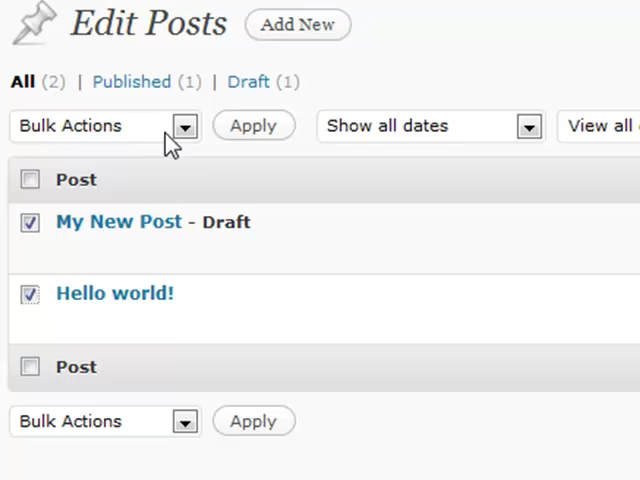 Edit Posts Add New
All (2) | Published (1) | Draft (1)
Bulk Actions Apply Show all dates View all
Post
My New Post - Draft
Hello world!
Post
Bulk Actions Apply